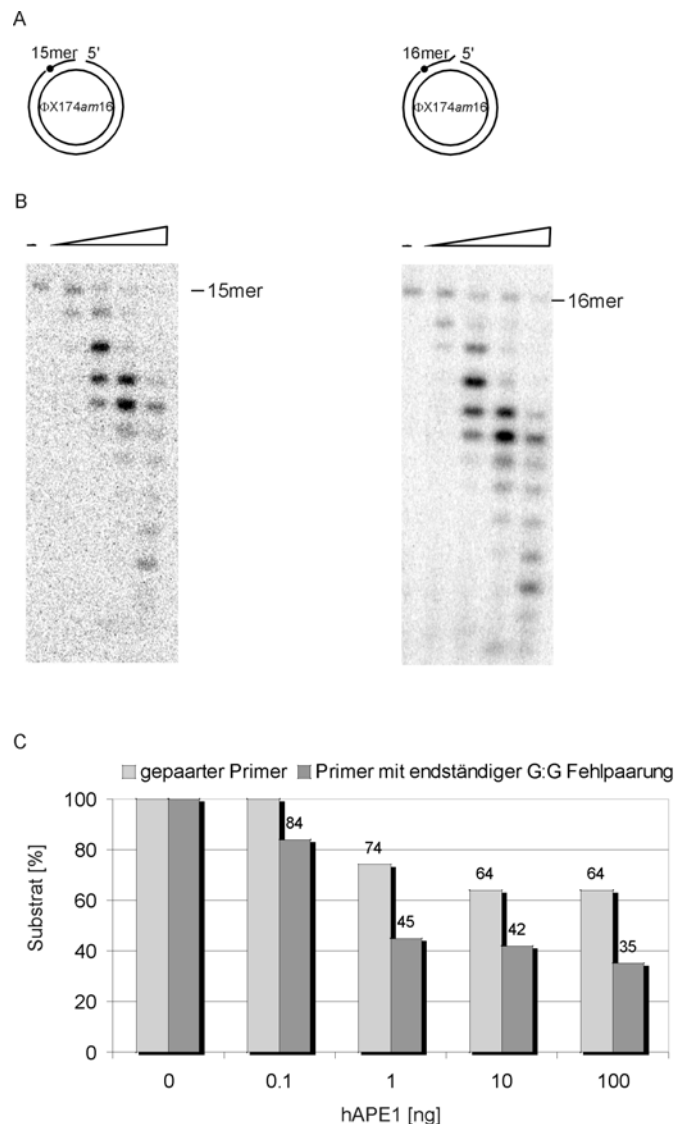 A
15mer 5'
16mer 5'
ΦX174am16
ΦX174am16
B
– 
–
–15mer
–16mer
C
gepaarter Primer
Primer mit endständiger G:G Fehlpaarung
Substrat [%]
100
80
60
40
20
0
84
74
45
64
42
64
35
0
0.1
1
10
100
hAPE1 [ng]